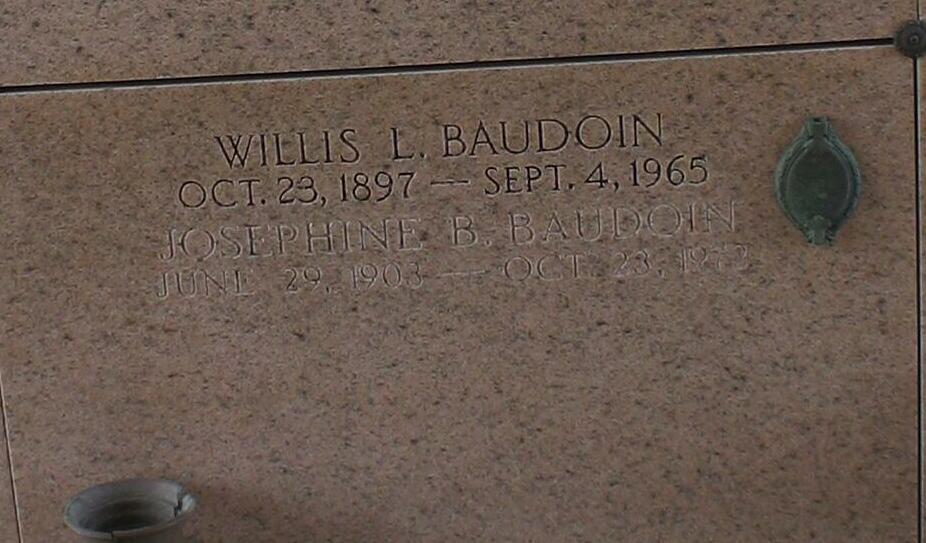 WILLIS L. BAUDOIN
OCT. 23, 1897 — SEPT. 4, 1965
JOSEPHINE B. BAUDOIN
JUNE 29, 1903 — OCT. 23,